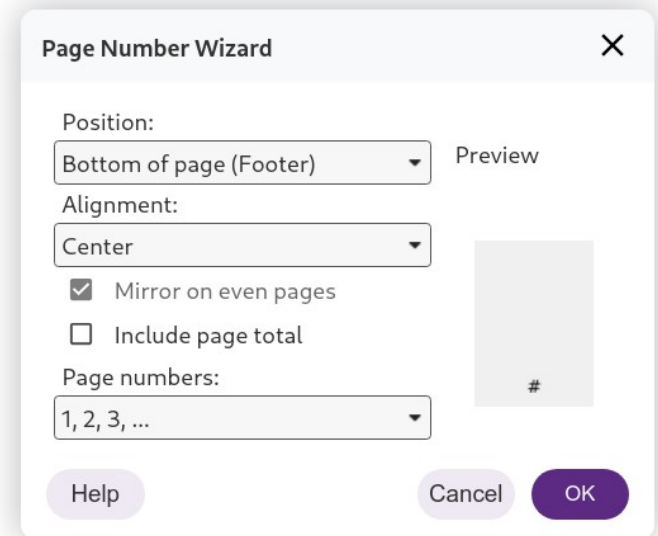 Page Number Wizard
Position:
Bottom of page (Footer)
Preview
Alignment:
Center
Mirror on even pages
Include page total
Page numbers:
1, 2, 3, ...
#
Help
Cancel
OK